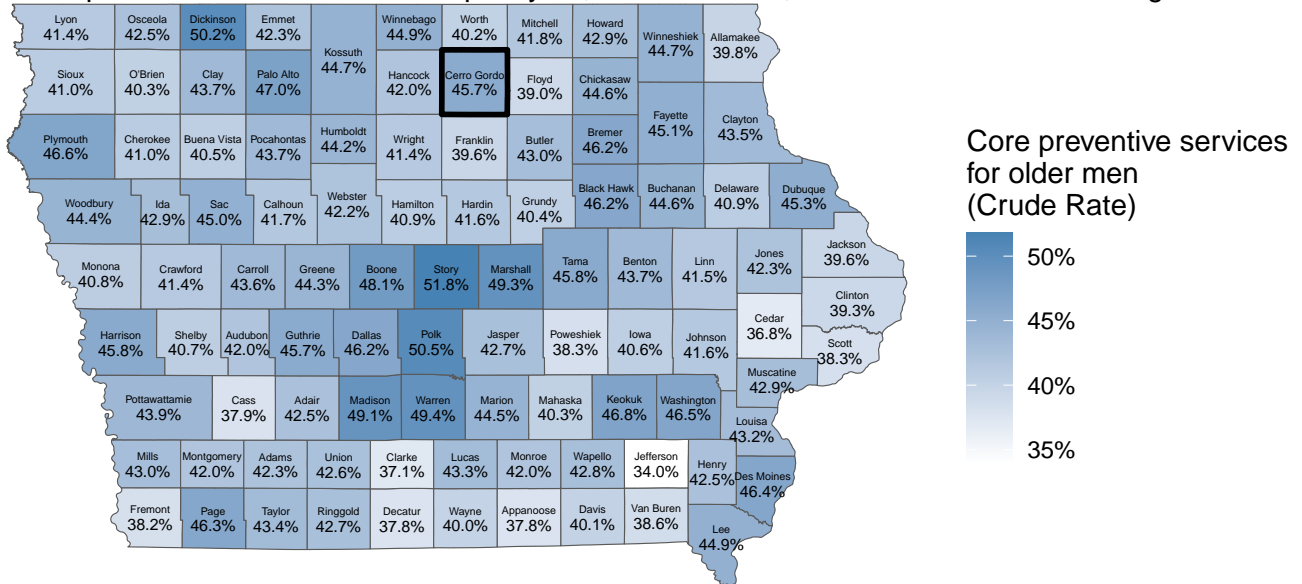 Lyon
41.4%
Osceola
42.5%
Dickinson
50.2%
Emmet
42.3%
Kossuth
44.7%
Winnebago
44.9%
Worth
40.2%
Mitchell
41.8%
Howard
42.9%
Winneshiek
44.7%
Allamakee
39.8%
Sioux
41.0%
O'Brien
40.3%
Clay
43.7%
Palo Alto
47.0%
Hancock
42.0%
Cerro Gordo
45.7%
Floyd
39.0%
Chickasaw
44.6%
Fayette
45.1%
Clayton
43.5%
Plymouth
46.6%
Cherokee
41.0%
Buena Vista
40.5%
Pocahontas
43.7%
Humboldt
44.2%
Wright
41.4%
Franklin
39.6%
Butler
43.0%
Bremer
46.2%
Woodbury
44.4%
Ida
42.9%
Sac
45.0%
Calhoun
41.7%
Webster
42.2%
Hamilton
40.9%
Hardin
41.6%
Grundy
40.4%
Black Hawk
46.2%
Buchanan
44.6%
Delaware
40.9%
Dubuque
45.3%
Monona
40.8%
Crawford
41.4%
Carroll
43.6%
Greene
44.3%
Boone
48.1%
Story
51.8%
Marshall
49.3%
Tama
45.8%
Benton
43.7%
Linn
41.5%
Jones
42.3%
Jackson
39.6%
Clinton
39.3%
Harrison
45.8%
Shelby
40.7%
Audubon
42.0%
Guthrie
45.7%
Dallas
46.2%
Polk
50.5%
Jasper
42.7%
Poweshiek
38.3%
Iowa
40.6%
Johnson
41.6%
Cedar
36.8%
Scott
38.3%
Muscatine
42.9%
Pottawattamie
43.9%
Cass
37.9%
Adair
42.5%
Madison
49.1%
Warren
49.4%
Marion
44.5%
Mahaska
40.3%
Keokuk
46.8%
Washington
46.5%
Louisa
43.2%
Mills
43.0%
Montgomery
42.0%
Adams
42.3%
Union
42.6%
Clarke
37.1%
Lucas
43.3%
Monroe
42.0%
Wapello
42.8%
Jefferson
34.0%
Henry
42.5%
Des Moines
46.4%
Fremont
38.2%
Page
46.3%
Taylor
43.4%
Ringgold
42.7%
Decatur
37.8%
Wayne
40.0%
Appanoose
37.8%
Davis
40.1%
Van Buren
38.6%
Lee
44.9%
Core preventive services
for older men
(Crude Rate)
50%
45%
40%
35%